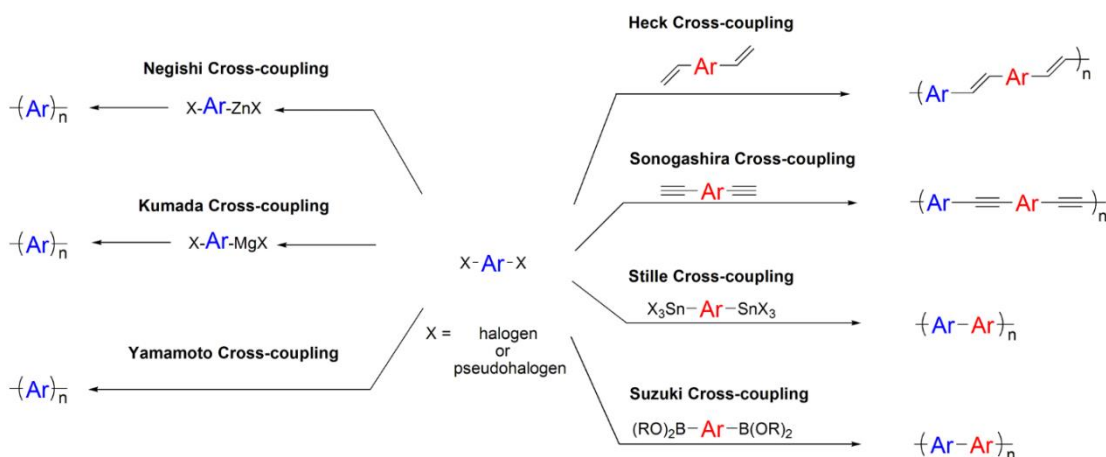 Heck Cross-coupling
Ar
( Ar Ar )n
Negishi Cross-coupling
(Ar)n
X-Ar-ZnX
Sonogashira Cross-coupling
Ar
( Ar Ar )n
Kumada Cross-coupling
(Ar)n
X-Ar-MgX
X-Ar-X
X = halogen
or
pseudohalogen
Stille Cross-coupling
X₃Sn-Ar-SnX₃
(Ar-Ar)n
Yamamoto Cross-coupling
(Ar)n
Suzuki Cross-coupling
(RO)₂B-Ar-B(OR)₂
(Ar-Ar)n